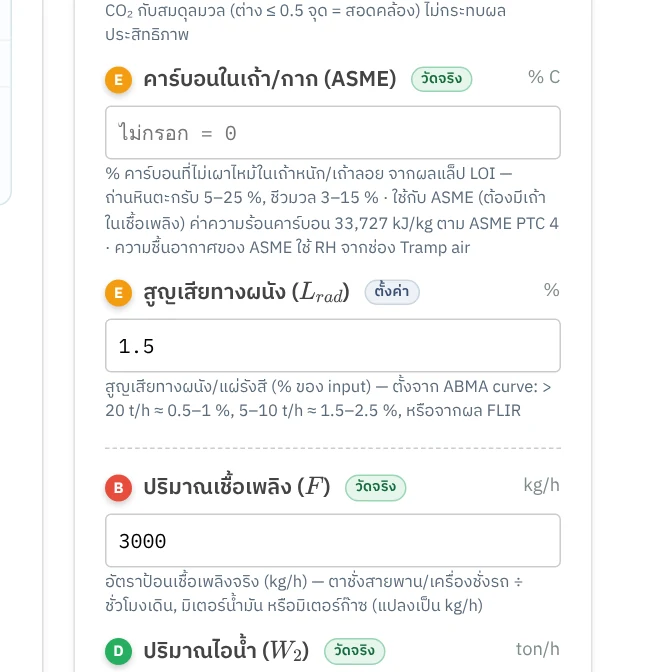 CO₂ กับสมดุลมวล (ต่าง ≤ 0.5 จุด = สอดคล้อง) ไม่กระทบผล
ประสิทธิภาพ
E คาร์บอนในเถ้า/กาก (ASME) วัดจริง % C
ไม่กรอก = 0
% คาร์บอนที่ไม่เผาไหม้ในเถ้าหนัก/เถ้าลอย จากผลแล็ป LOI —
ถ่านหินตะกรับ 5–25 %, ชีวมวล 3–15 % · ใช้กับ ASME (ต้องมีเถ้า
ในเชื้อเพลิง) ค่าความร้อนคาร์บอน 33,727 kJ/kg ตาม ASME PTC 4
· ความชื้นอากาศของ ASME ใช้ RH จากช่อง Tramp air
E สูญเสียทางผนัง (L_rad) ตั้งค่า %
1.5
สูญเสียทางผนัง/แผ่รังสี (% ของ input) — ตั้งจาก ABMA curve: >
20 t/h ≈ 0.5–1 %, 5–10 t/h ≈ 1.5–2.5 %, หรือจากผล FLIR
B ปริมาณเชื้อเพลิง (F) วัดจริง kg/h
3000
อัตราป้อนเชื้อเพลิงจริง (kg/h) — ตาชั่งสายพาน/เครื่องชั่งรถ ÷
ชั่วโมงเดิน, มิเตอร์น้ำมัน หรือมิเตอร์ก๊าซ (แปลงเป็น kg/h)
D ปริมาณไอน้ำ (W₂) วัดจริง ton/h